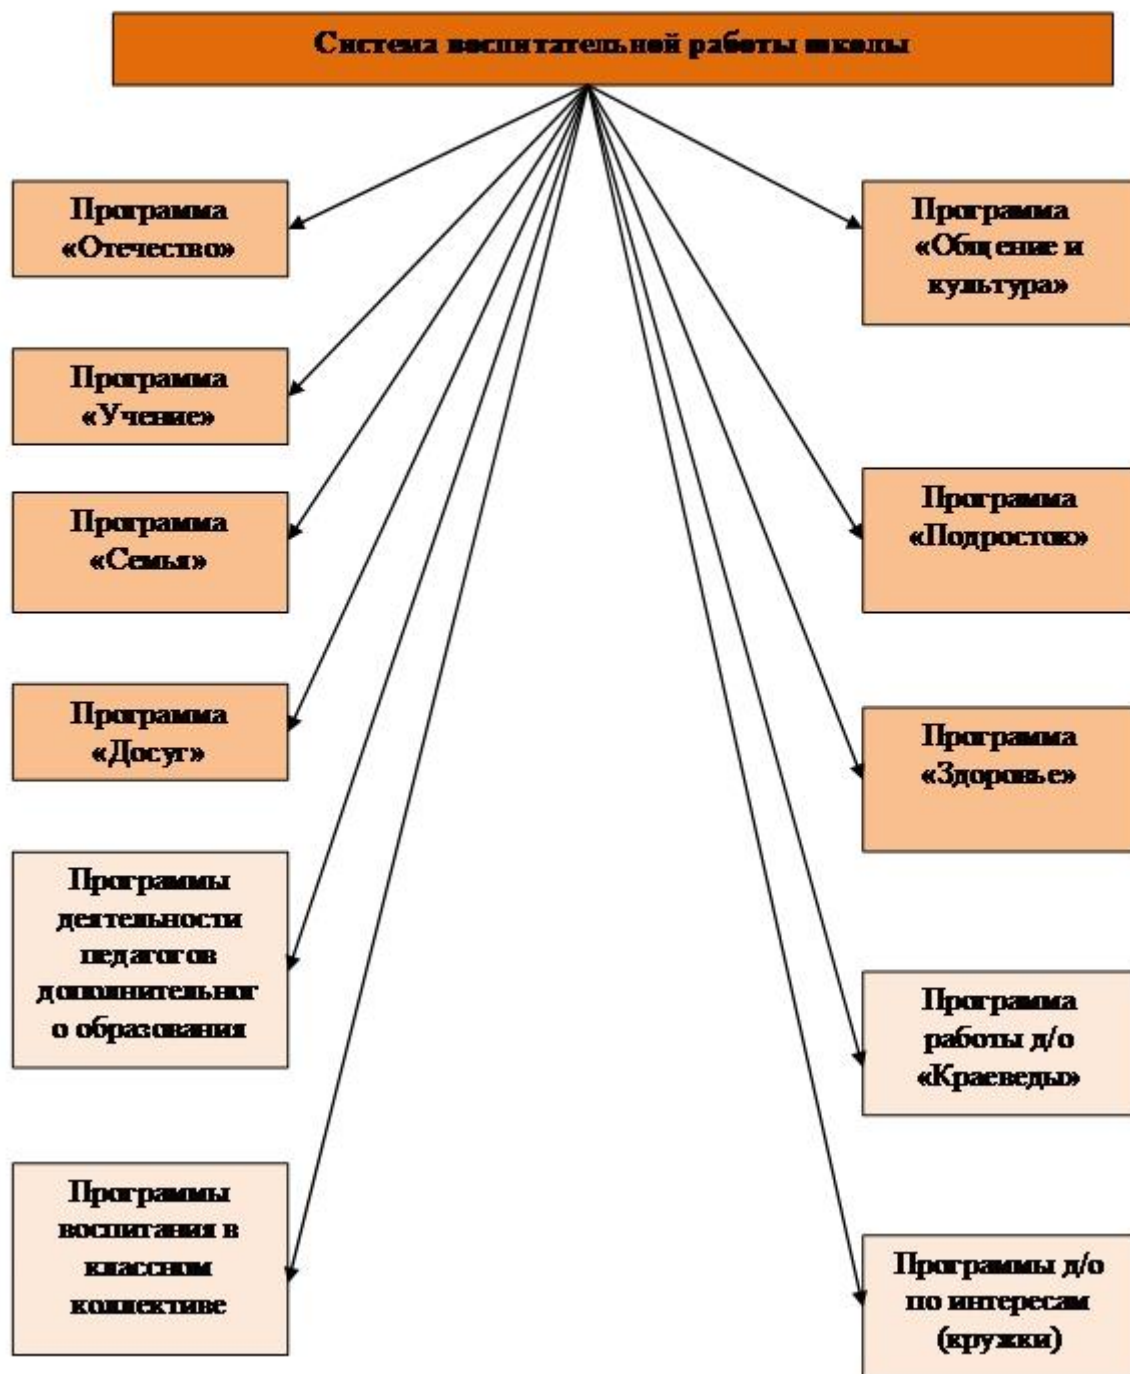 Система воспитательной работы школы
Программа
«Отечество»
Программа
«Учение»
Программа
«Семья»
Программа
«Досуг»
Программы
деятельности
педагогов
дополнительног
о образования
Программы
воспитания в
классном
коллективе
Программа
«Общение и
культура»
Программа
«Подросток»
Программа
«Здоровье»
Программа
работы д/о
«Краеведы»
Программы д/о
по интересам
(кружки)